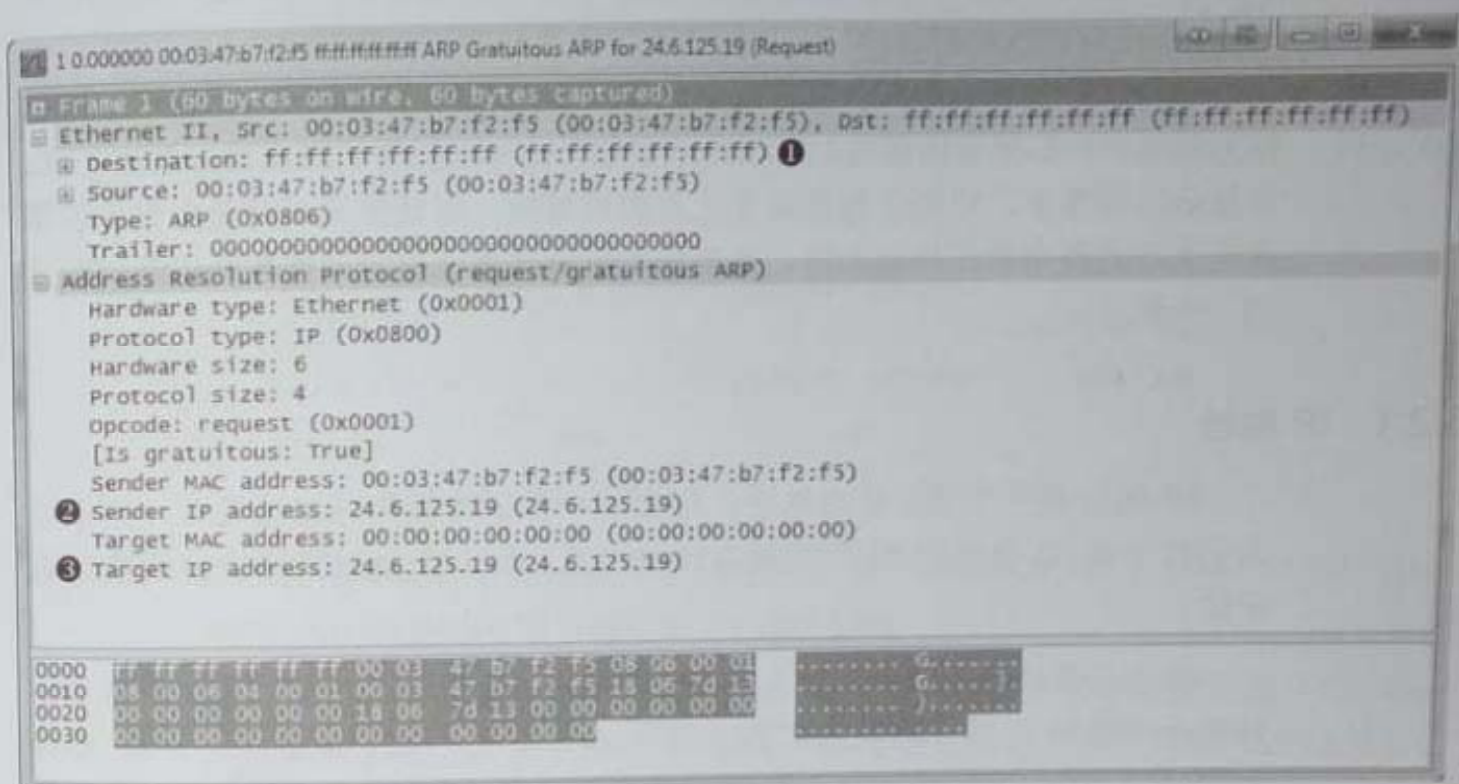 1 0.000000 00:03:47:b7:f2:f5 ff:ff:ff:ff:ff:ff ARP Gratuitous ARP for 24.6.125.19 (Request)
Frame 1 (60 bytes on wire, 60 bytes captured)
Ethernet II, Src: 00:03:47:b7:f2:f5 (00:03:47:b7:f2:f5), Dst: ff:ff:ff:ff:ff:ff (ff:ff:ff:ff:ff:ff)
Destination: ff:ff:ff:ff:ff:ff (ff:ff:ff:ff:ff:ff) ❶
Source: 00:03:47:b7:f2:f5 (00:03:47:b7:f2:f5)
Type: ARP (0x0806)
Trailer: 000000000000000000000000000000000000
Address Resolution Protocol (request/gratuitous ARP)
Hardware type: Ethernet (0x0001)
Protocol type: IP (0x0800)
Hardware size: 6
Protocol size: 4
Opcode: request (0x0001)
[Is gratuitous: True]
Sender MAC address: 00:03:47:b7:f2:f5 (00:03:47:b7:f2:f5)
❷ Sender IP address: 24.6.125.19 (24.6.125.19)
Target MAC address: 00:00:00:00:00:00 (00:00:00:00:00:00)
❸ Target IP address: 24.6.125.19 (24.6.125.19)
0000 ff ff ff ff ff ff 00 03 47 b7 f2 f5 08 06 00 01 ........ G.......
0010 08 00 06 04 00 01 00 03 47 b7 f2 f5 18 06 7d 13 ........ G.....}.
0020 00 00 00 00 00 00 18 06 7d 13 00 00 00 00 00 00 ........ }.......
0030 00 00 00 00 00 00 00 00 00 00 00 00 ........ ....